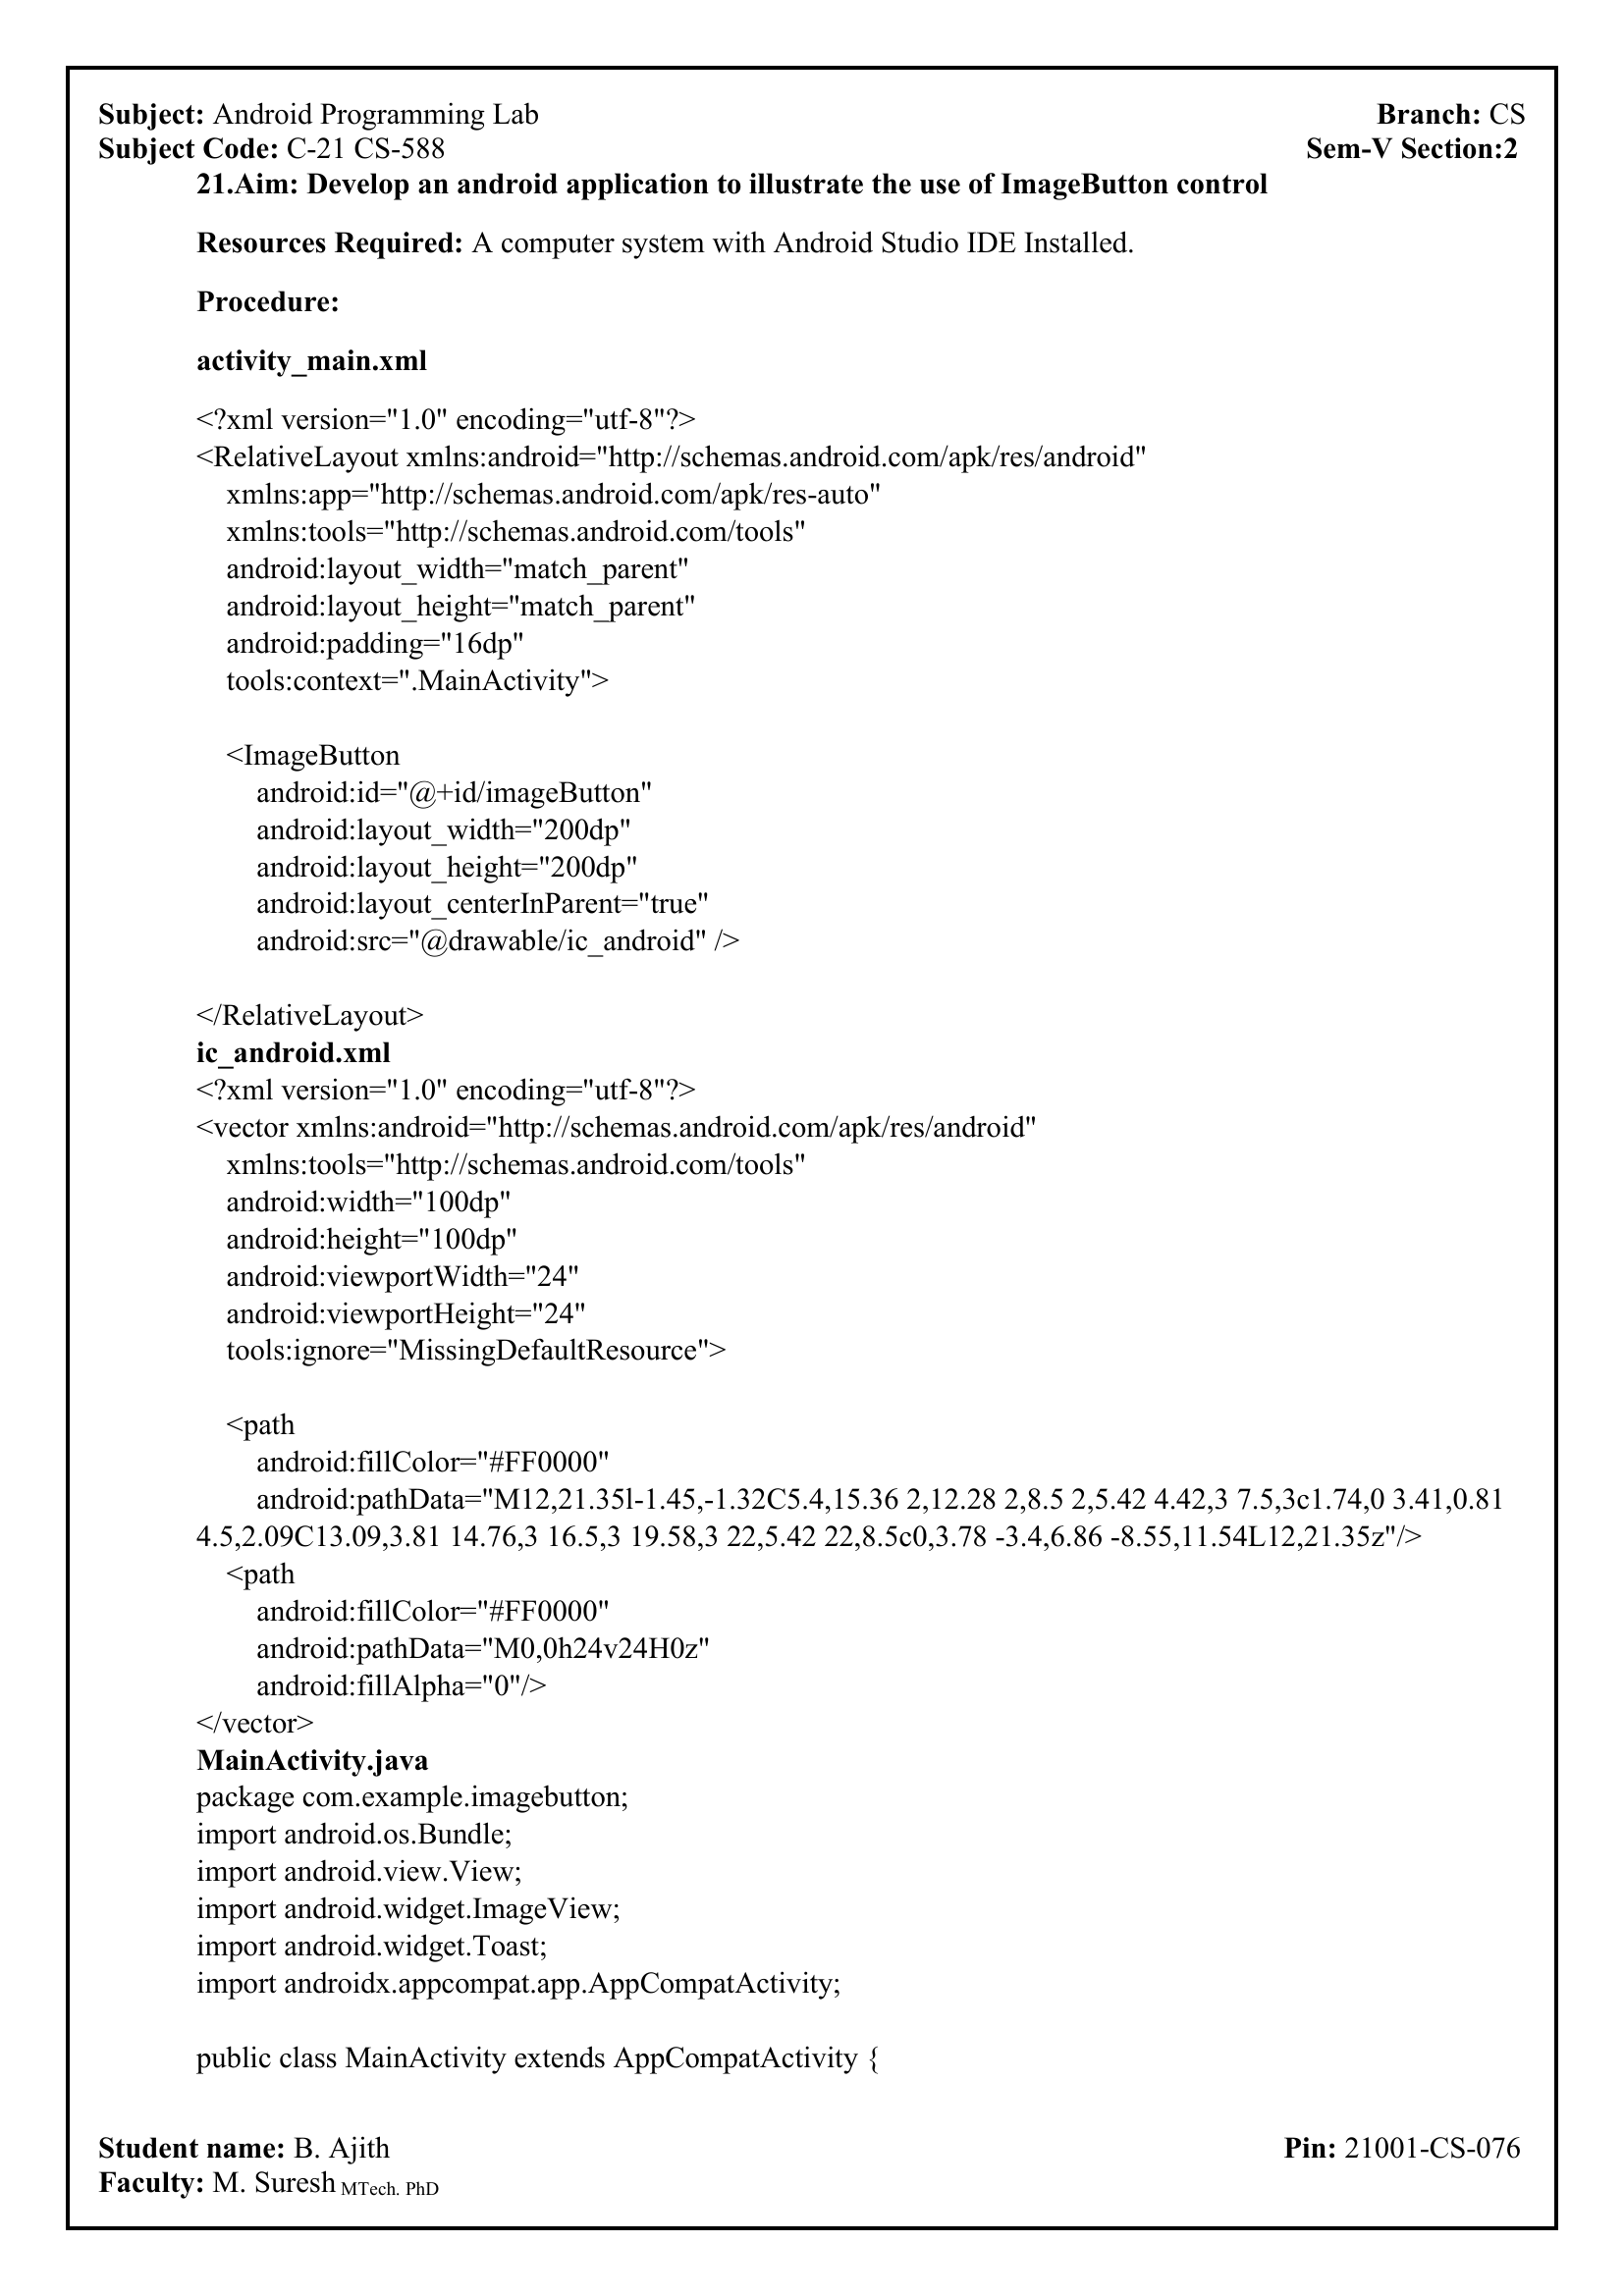 Subject: Android Programming Lab Branch: CS
Subject Code: C-21 CS-588 Sem-V Section:2
21.Aim: Develop an android application to illustrate the use of ImageButton control
Resources Required: A computer system with Android Studio IDE Installed.
Procedure:
activity_main.xml
<?xml version="1.0" encoding="utf-8"?>
<RelativeLayout xmlns:android="http://schemas.android.com/apk/res/android"
    xmlns:app="http://schemas.android.com/apk/res-auto"
    xmlns:tools="http://schemas.android.com/tools"
    android:layout_width="match_parent"
    android:layout_height="match_parent"
    android:padding="16dp"
    tools:context=".MainActivity">

    <ImageButton
        android:id="@+id/imageButton"
        android:layout_width="200dp"
        android:layout_height="200dp"
        android:layout_centerInParent="true"
        android:src="@drawable/ic_android" />

</RelativeLayout>
ic_android.xml
<?xml version="1.0" encoding="utf-8"?>
<vector xmlns:android="http://schemas.android.com/apk/res/android"
    xmlns:tools="http://schemas.android.com/tools"
    android:width="100dp"
    android:height="100dp"
    android:viewportWidth="24"
    android:viewportHeight="24"
    tools:ignore="MissingDefaultResource">

    <path
        android:fillColor="#FF0000"
        android:pathData="M12,21.35l-1.45,-1.32C5.4,15.36 2,12.28 2,8.5 2,5.42 4.42,3 7.5,3c1.74,0 3.41,0.81
4.5,2.09C13.09,3.81 14.76,3 16.5,3 19.58,3 22,5.42 22,8.5c0,3.78 -3.4,6.86 -8.55,11.54L12,21.35z"/>
    <path
        android:fillColor="#FF0000"
        android:pathData="M0,0h24v24H0z"
        android:fillAlpha="0"/>
</vector>
MainActivity.java
package com.example.imagebutton;
import android.os.Bundle;
import android.view.View;
import android.widget.ImageView;
import android.widget.Toast;
import androidx.appcompat.app.AppCompatActivity;

public class MainActivity extends AppCompatActivity {
Student name: B. Ajith Pin: 21001-CS-076
Faculty: M. Suresh MTech. PhD